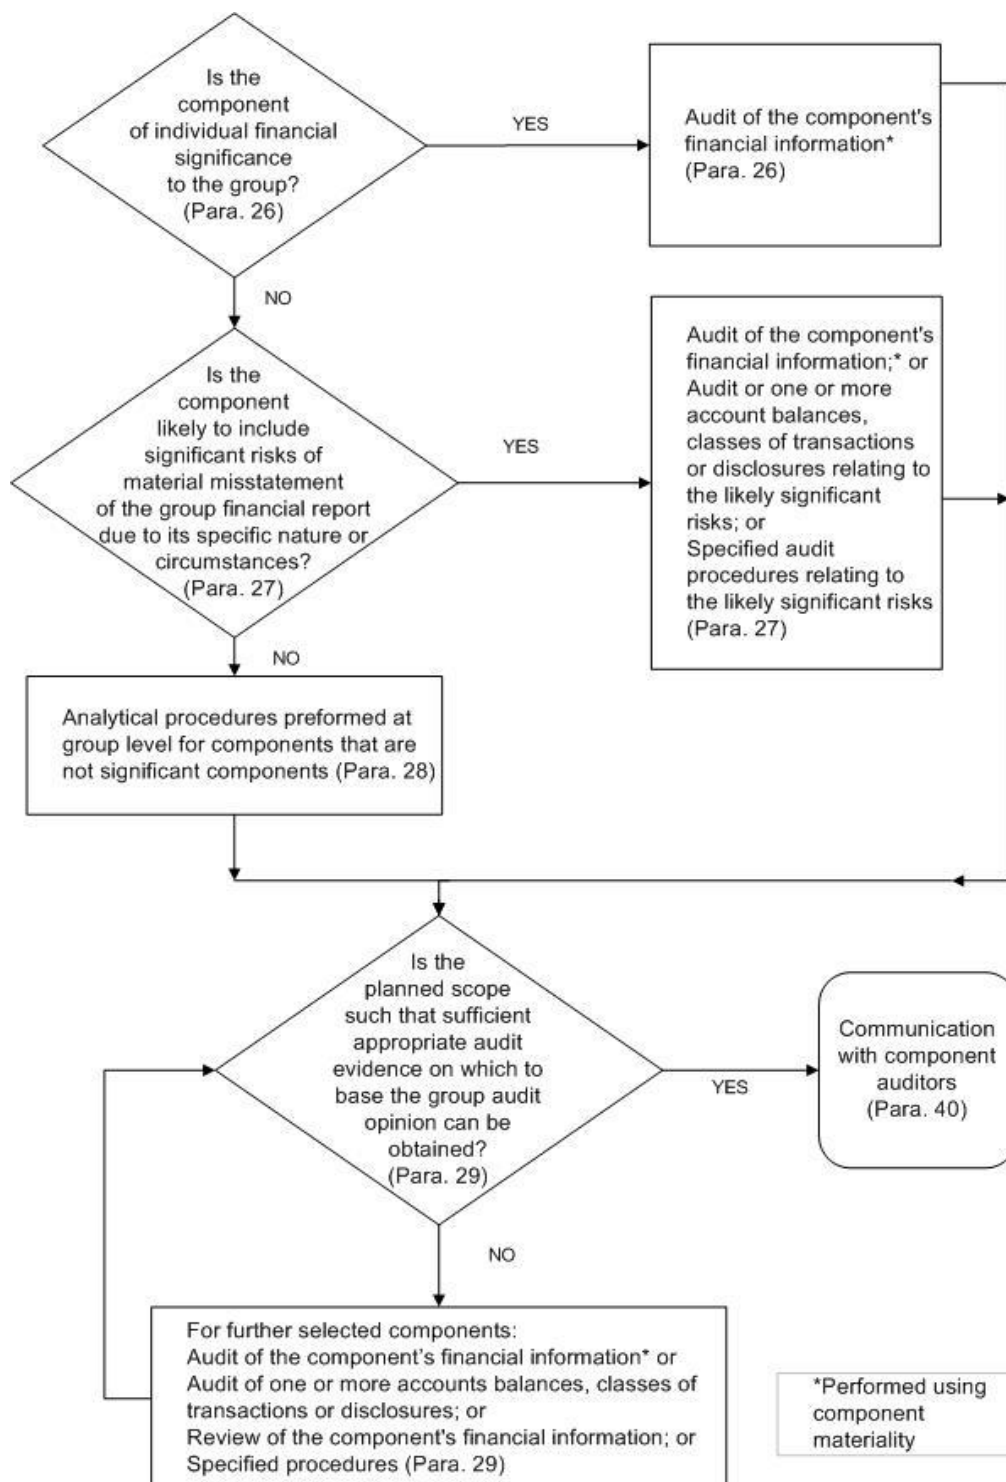 Is the
component
of individual financial
significance
to the group?
(Para. 26)
YES
Audit of the component's
financial information*
(Para. 26)
NO
Is the
component
likely to include
significant risks of
material misstatement
of the group financial report
due to its specific nature or
circumstances?
(Para. 27)
YES
Audit of the component's
financial information;* or
Audit or one or more
account balances,
classes of transactions
or disclosures relating to
the likely significant
risks; or
Specified audit
procedures relating to
the likely significant risks
(Para. 27)
NO
Analytical procedures preformed at
group level for components that are
not significant components (Para. 28)
Is the
planned scope
such that sufficient
appropriate audit
evidence on which to
base the group audit
opinion can be
obtained?
(Para. 29)
YES
Communication
with component
auditors
(Para. 40)
NO
For further selected components:
Audit of the component's financial information* or
Audit of one or more accounts balances, classes of
transactions or disclosures; or
Review of the component's financial information; or
Specified procedures (Para. 29)
*Performed using
component
materiality